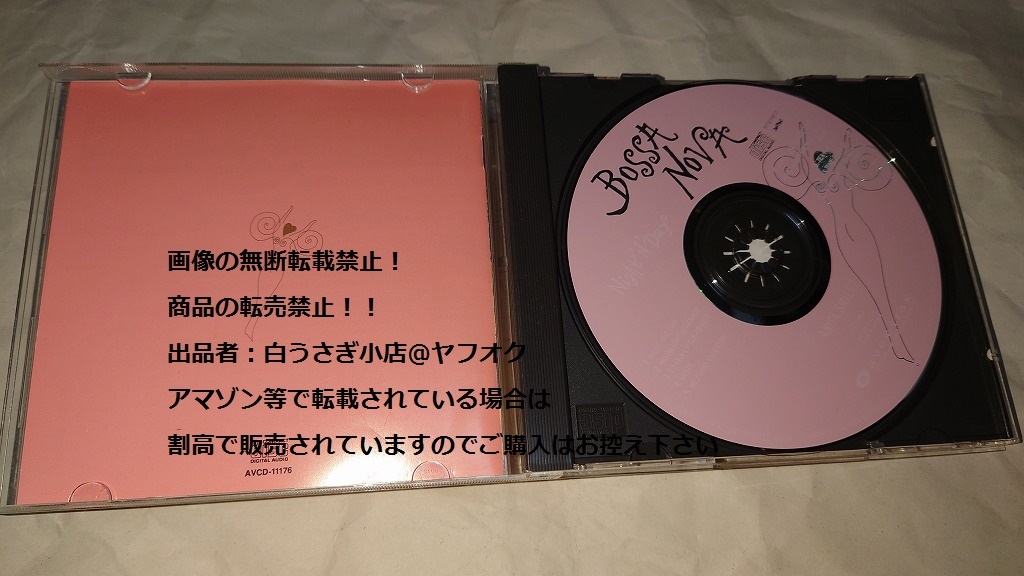 BOSSA
NOVA
画像の無断転載禁止！
商品の転売禁止！！
出品者：白うさぎ小店@ヤフオク
アマゾン等で転載されている場合は
割高で販売されていますのでご購入はお控え下さい
DIGITAL AUDIO
AVCD-11176